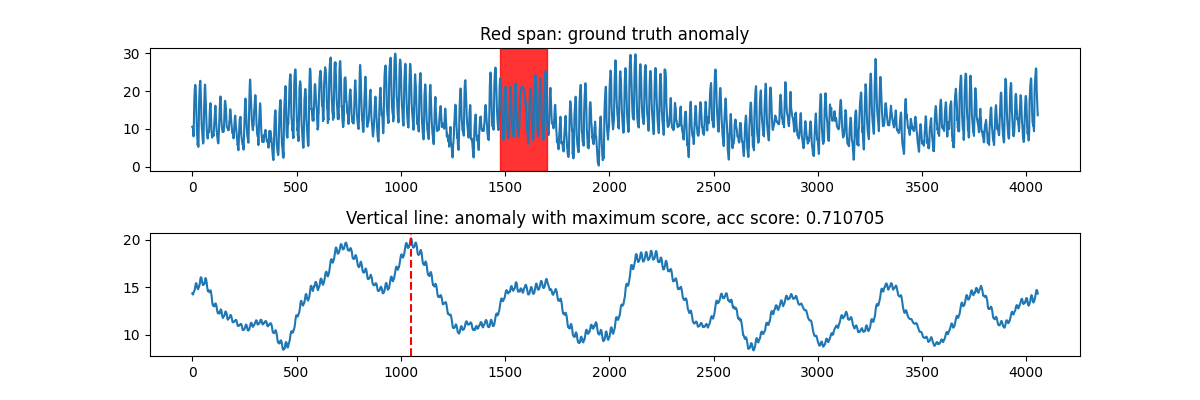 Red span: ground truth anomaly
30
20
10
0
0 500 1000 1500 2000 2500 3000 3500 4000
Vertical line: anomaly with maximum score, acc score: 0.710705
20
15
10
0 500 1000 1500 2000 2500 3000 3500 4000